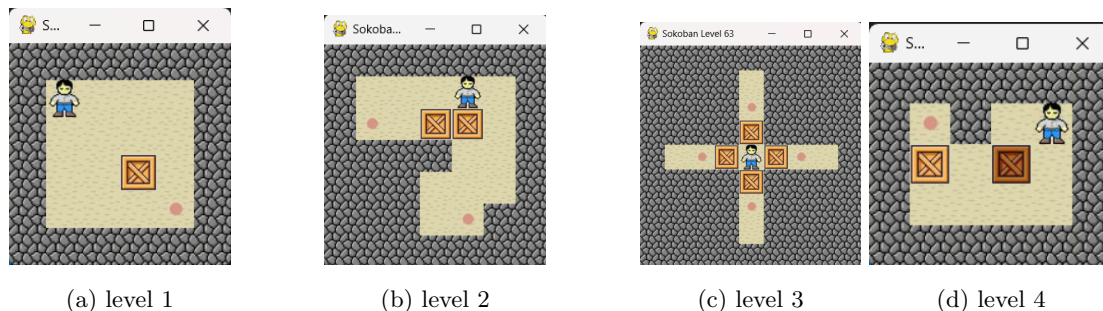 S...
Sokoba...
Sokoban Level 63
S...
(a) level 1
(b) level 2
(c) level 3
(d) level 4